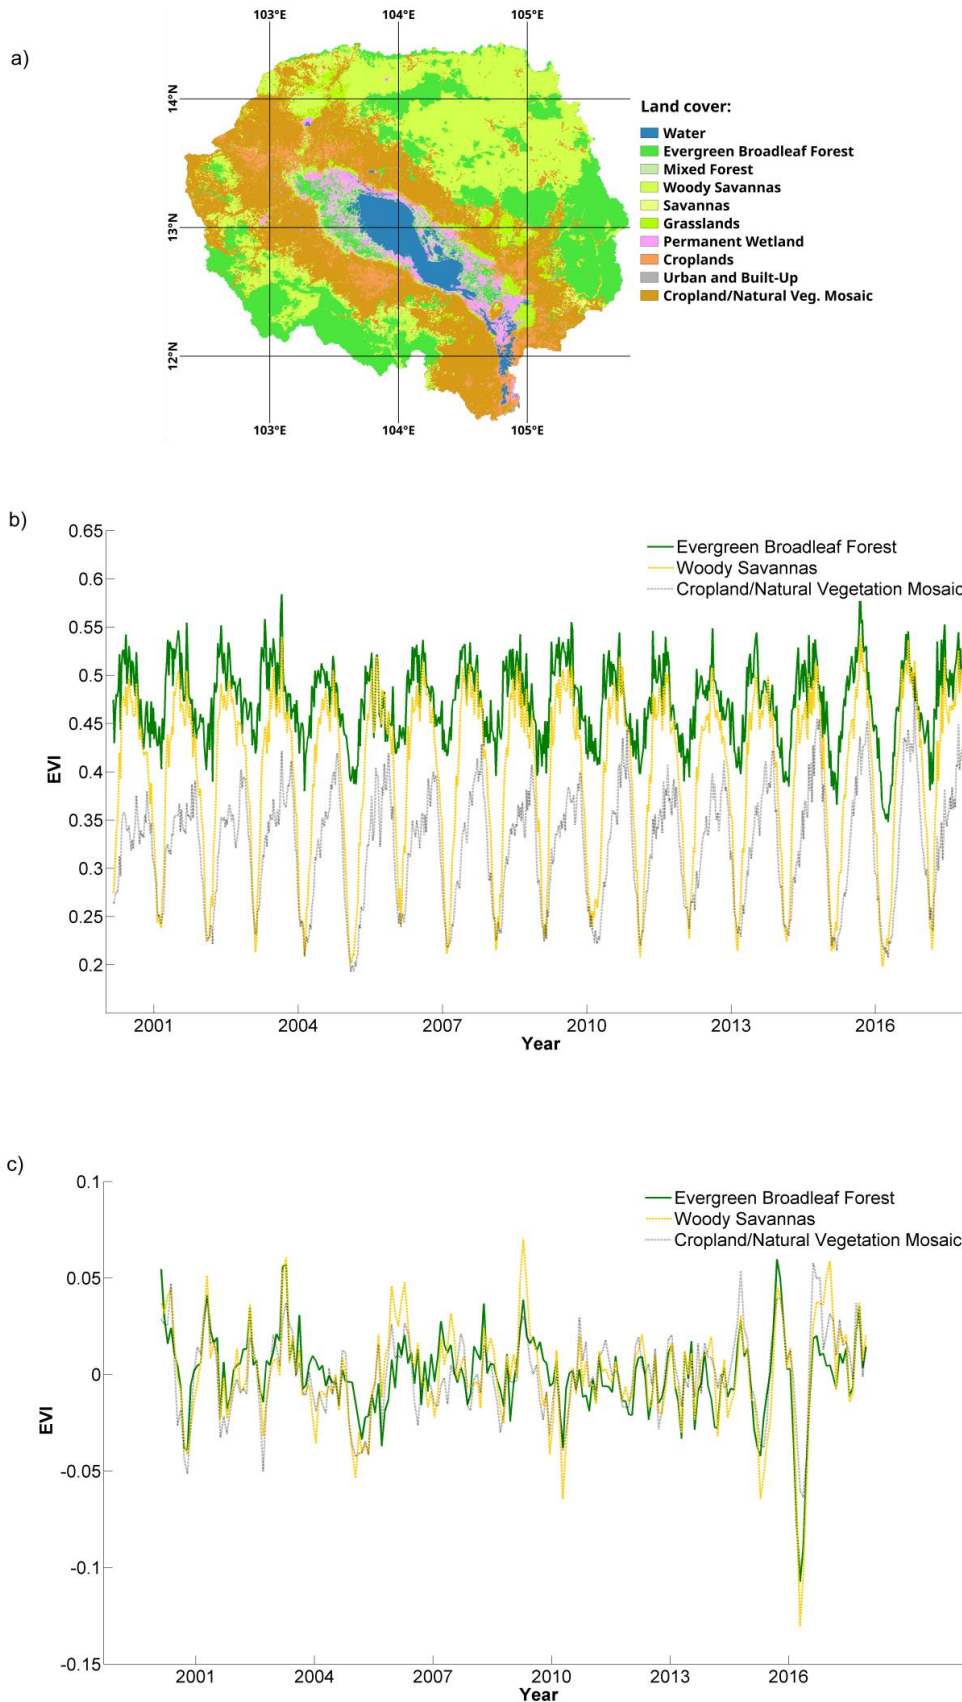 a)
103°E 104°E 105°E
14°N
13°N
12°N
103°E 104°E 105°E
Land cover:
Water
Evergreen Broadleaf Forest
Mixed Forest
Woody Savannas
Savannas
Grasslands
Permanent Wetland
Croplands
Urban and Built-Up
Cropland/Natural Veg. Mosaic
b)
0.65
0.6
0.55
0.5
0.45
0.4
0.35
0.3
0.25
0.2
EVI
Evergreen Broadleaf Forest
Woody Savannas
Cropland/Natural Vegetation Mosaic
2001 2004 2007 2010 2013 2016
Year
c)
0.1
0.05
0
-0.05
-0.1
-0.15
EVI
Evergreen Broadleaf Forest
Woody Savannas
Cropland/Natural Vegetation Mosaic
2001 2004 2007 2010 2013 2016
Year